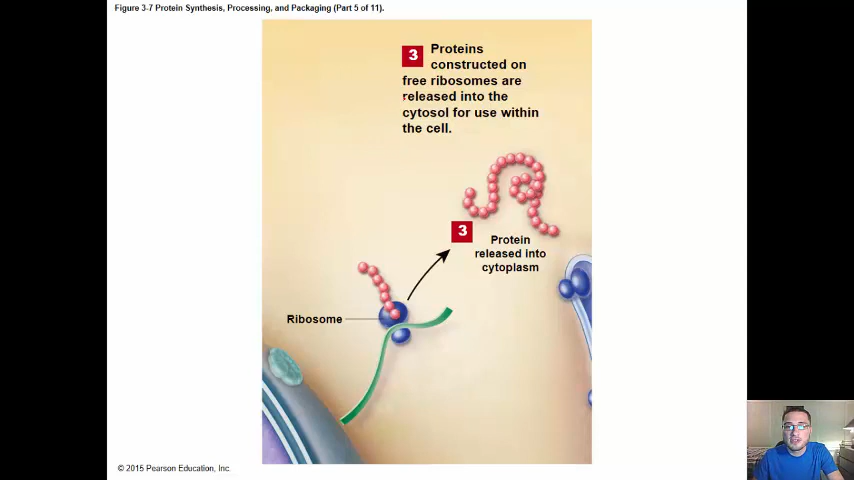 Figure 3-7 Protein Synthesis, Processing, and Packaging (Part 5 of 11).
3 Proteins
constructed on
free ribosomes are
released into the
cytosol for use within
the cell.
3
Protein
released into
cytoplasm
Ribosome
© 2015 Pearson Education, Inc.